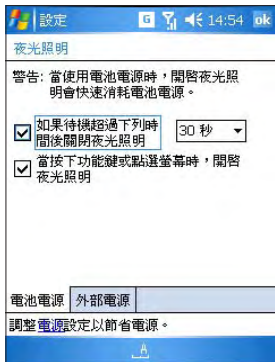 設定 G 14:54 ok
夜光照明
警告: 當使用電池電源時，開啓夜光照
明會快速消耗電池電源。
如果待機超過下列時
間後關閉夜光照明
30 秒
當按下功能鍵或點選螢幕時，開啓
夜光照明
電池電源 外部電源
調整電源設定以節省電源。